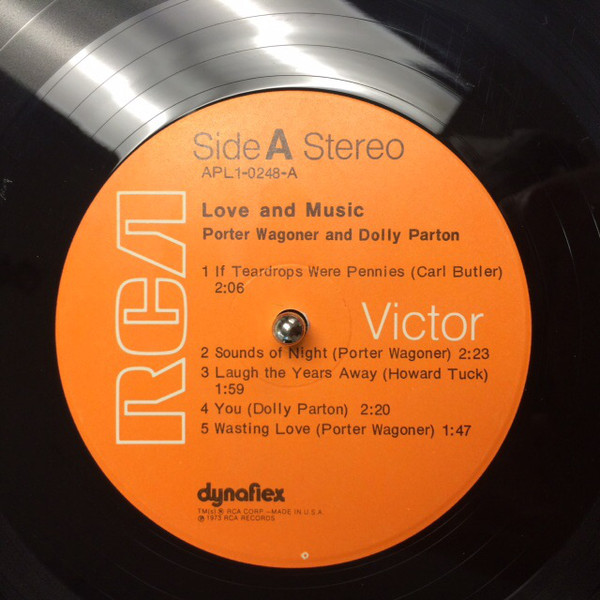 Side A Stereo
APL1-0248-A
RCA
Love and Music
Porter Wagoner and Dolly Parton
1 If Teardrops Were Pennies (Carl Butler)
2:06
Victor
2 Sounds of Night (Porter Wagoner) 2:23
3 Laugh the Years Away (Howard Tuck)
1:59
4 You (Dolly Parton) 2:20
5 Wasting Love (Porter Wagoner) 1:47
dynaflex
TM(s) ® RCA CORP.—MADE IN U.S.A.
℗ 1973 RCA RECORDS